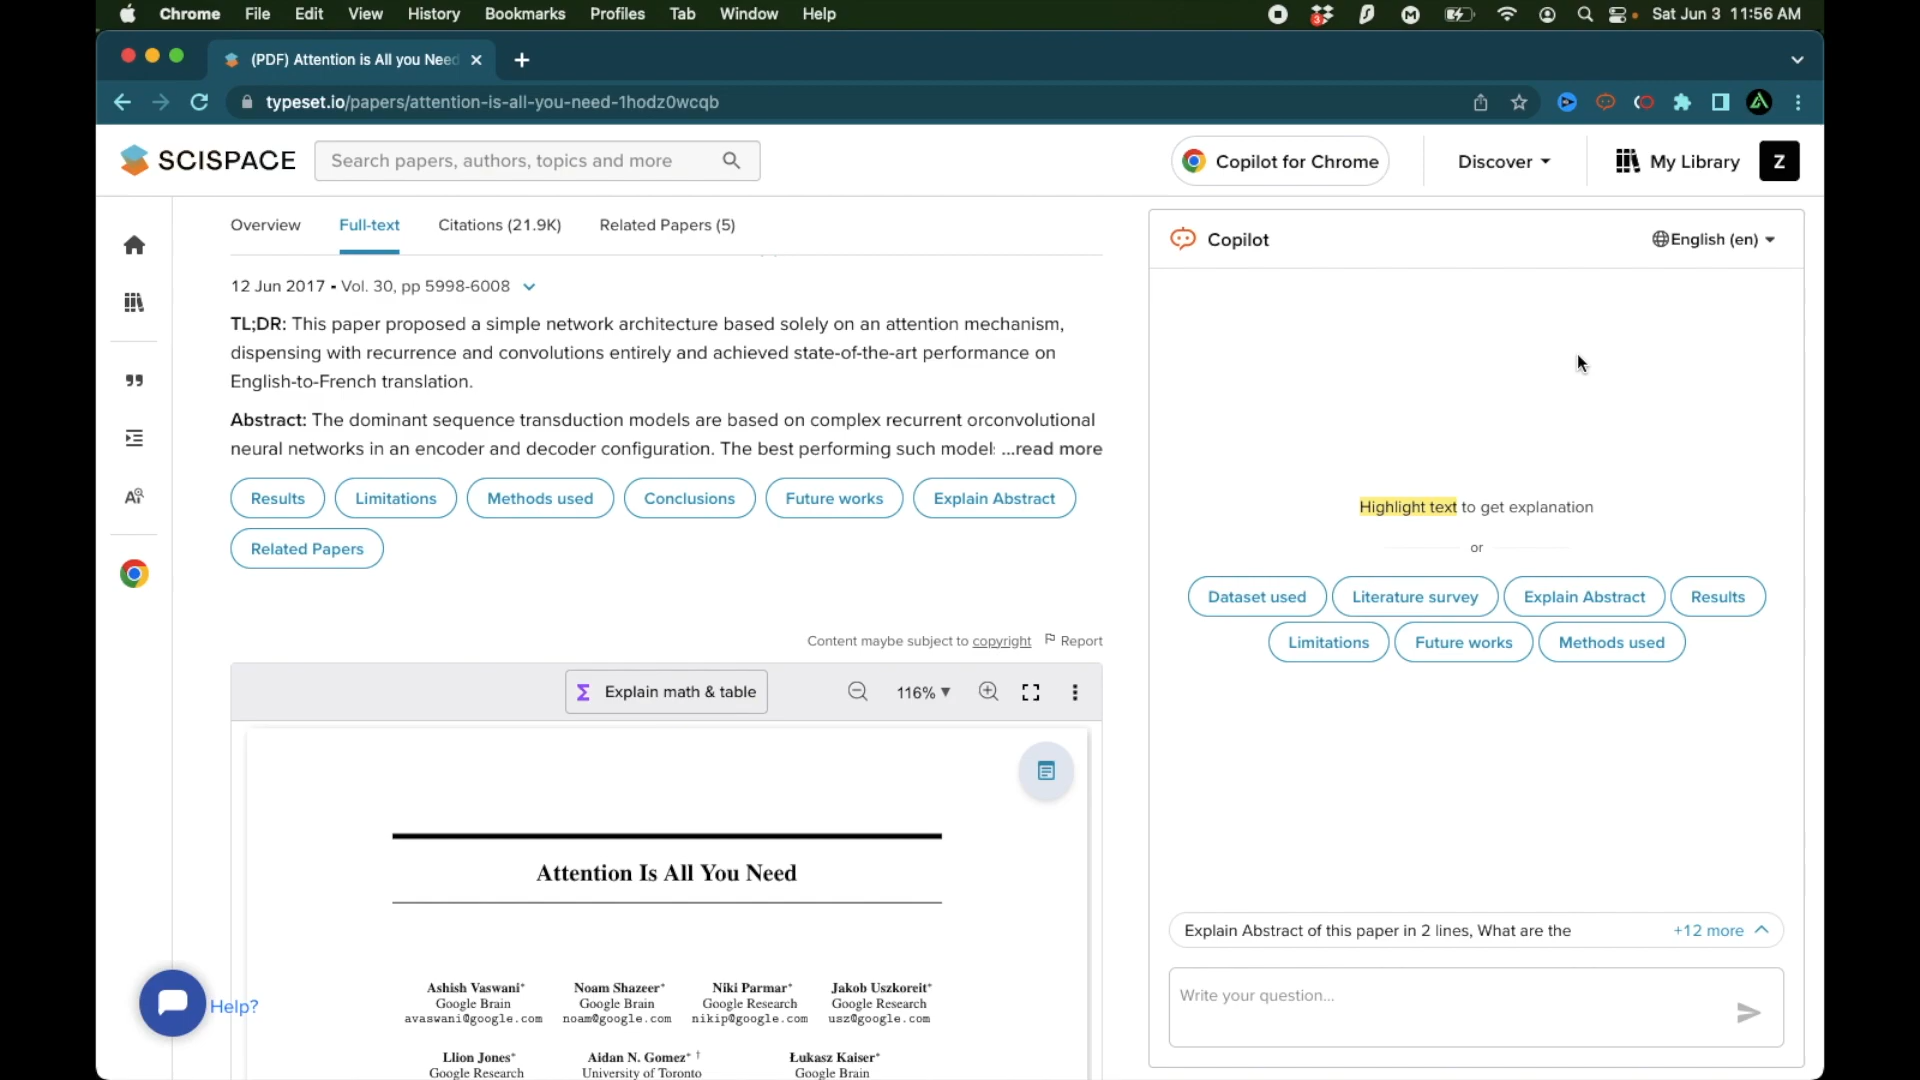 Chrome File Edit View History Bookmarks Profiles Tab Window Help
3
Sat Jun 3 11:56 AM
(PDF) Attention is All you Need
typeset.io/papers/attention-is-all-you-need-1hodz0wcqb
SCISPACE
Search papers, authors, topics and more
Copilot for Chrome
Discover
My Library
Z
Overview Full-text Citations (21.9K) Related Papers (5)
12 Jun 2017 • Vol. 30, pp 5998-6008
TL;DR: This paper proposed a simple network architecture based solely on an attention mechanism,
dispensing with recurrence and convolutions entirely and achieved state-of-the-art performance on
English-to-French translation.
Abstract: The dominant sequence transduction models are based on complex recurrent orconvolutional
neural networks in an encoder and decoder configuration. The best performing such model ...read more
Results Limitations Methods used Conclusions Future works Explain Abstract
Related Papers
Content maybe subject to copyright Report
Σ Explain math & table
116%
Attention Is All You Need
Ashish Vaswani* Noam Shazeer* Niki Parmar* Jakob Uszkoreit*
Google Brain Google Brain Google Research Google Research
avaswani@google.com noam@google.com nikip@google.com usz@google.com
Llion Jones* Aidan N. Gomez* † Łukasz Kaiser*
Google Research University of Toronto Google Brain
Help?
Copilot
English (en)
Highlight text to get explanation
or
Dataset used Literature survey Explain Abstract Results
Limitations Future works Methods used
Explain Abstract of this paper in 2 lines, What are the +12 more
Write your question...